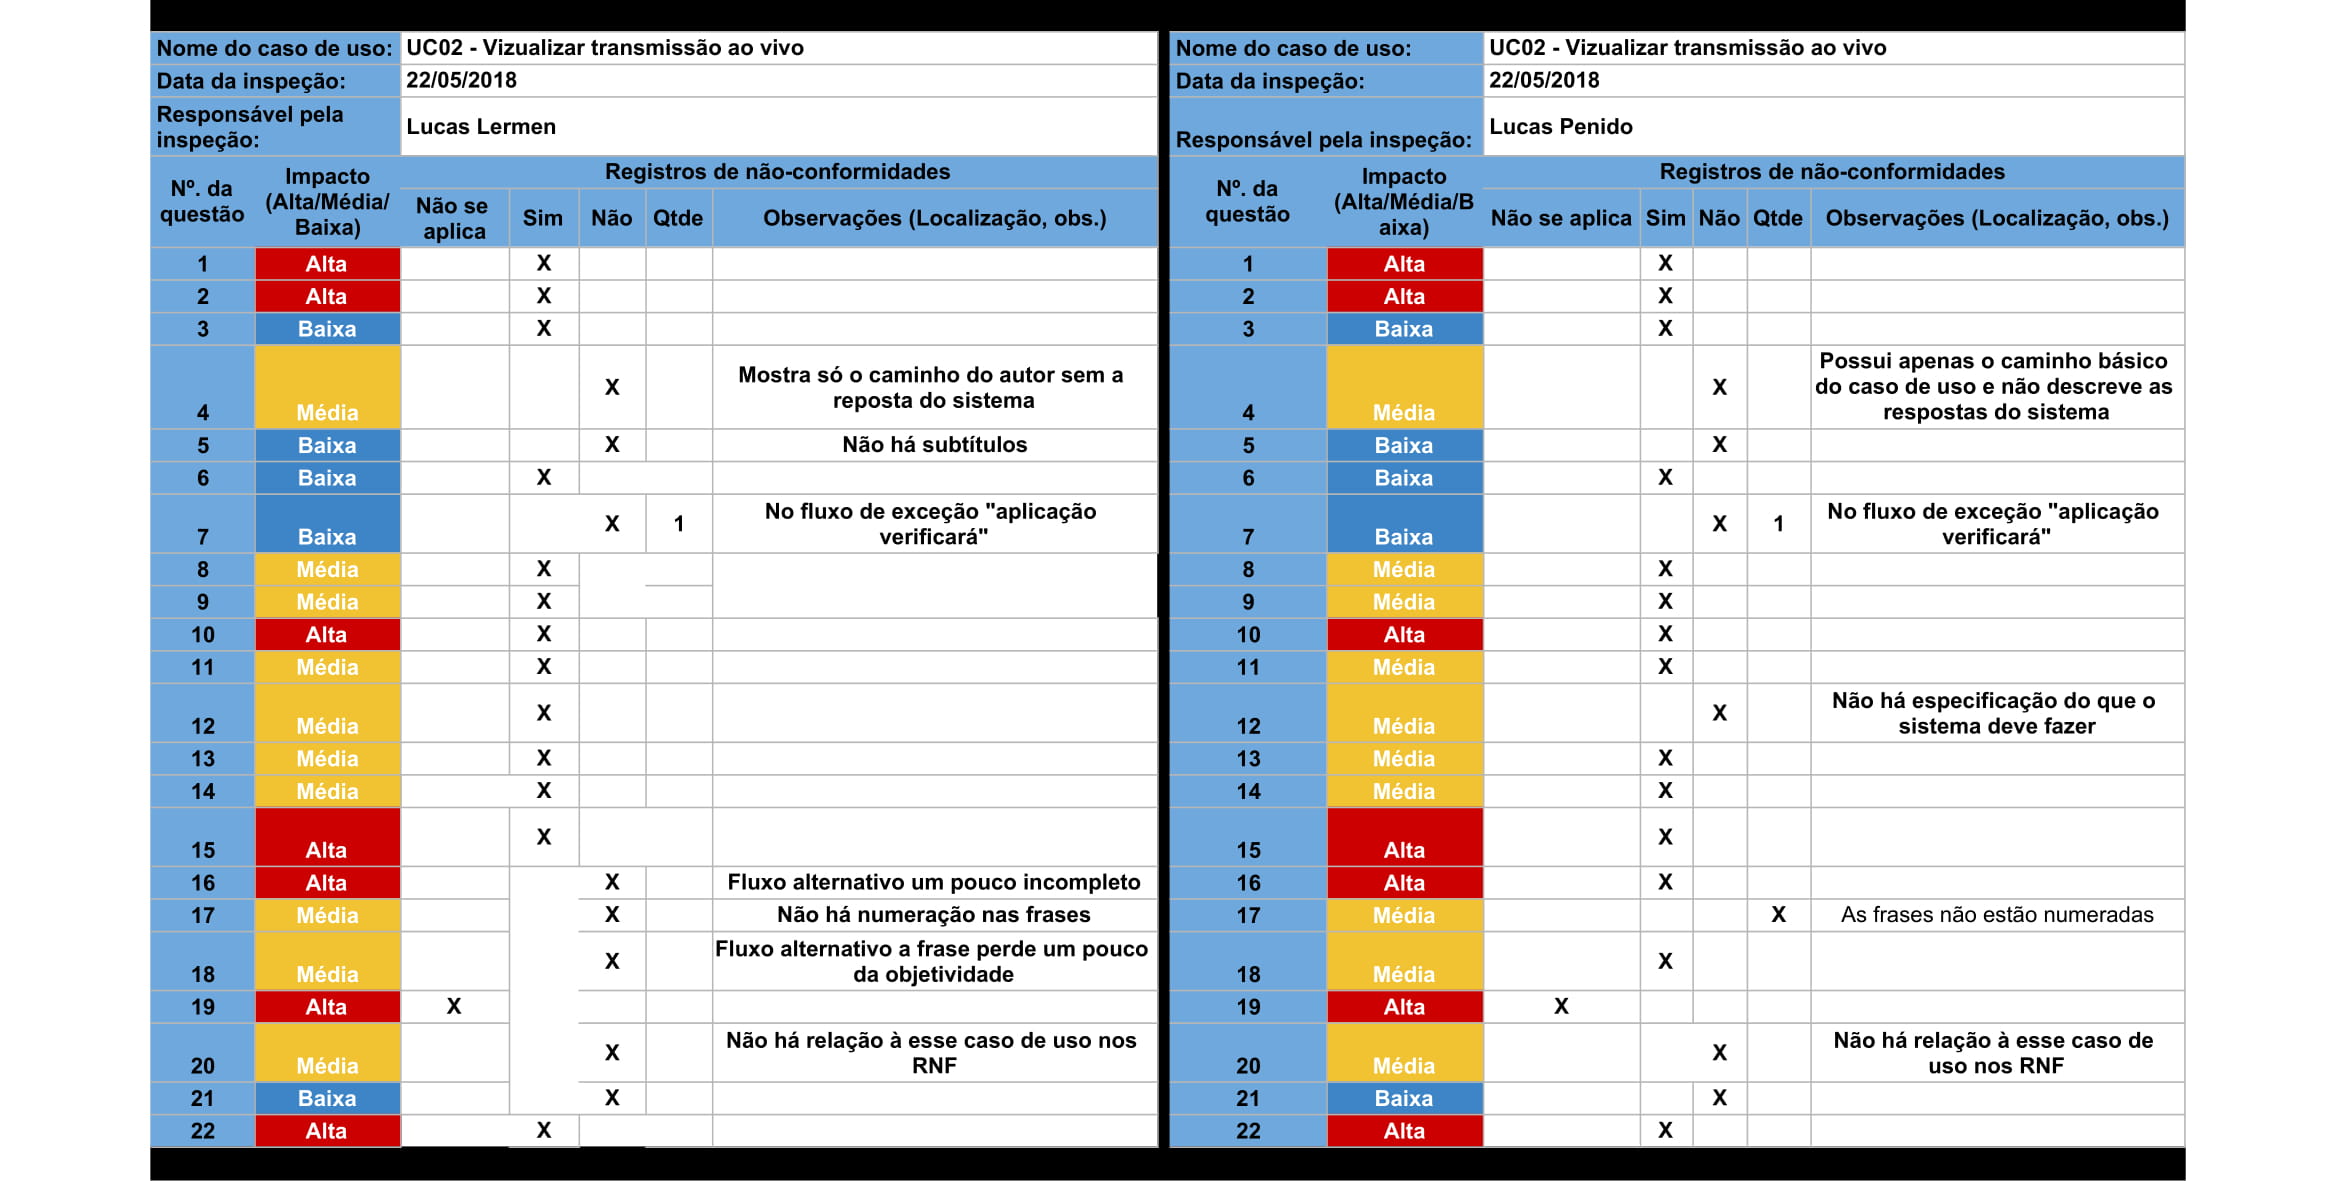 Nome do caso de uso: UC02 - Vizualizar transmissão ao vivo
Data da inspeção: 22/05/2018
Responsável pela
inspeção:
Lucas Lermen
Nº. da
questão
Impacto
(Alta/Média/
Baixa)
Registros de não-conformidades
Não se
aplica
Sim Não Qtde Observações (Localização, obs.)
1 Alta X
2 Alta X
3 Baixa X
4 Média X Mostra só o caminho do autor sem a
reposta do sistema
5 Baixa X Não há subtítulos
6 Baixa X
7 Baixa X 1 No fluxo de exceção "aplicação
verificará"
8 Média X
9 Média X
10 Alta X
11 Média X
12 Média X
13 Média X
14 Média X
15 Alta X
16 Alta X Fluxo alternativo um pouco incompleto
17 Média X Não há numeração nas frases
18 Média X Fluxo alternativo a frase perde um pouco
da objetividade
19 Alta X
20 Média X Não há relação à esse caso de uso nos
RNF
21 Baixa X
22 Alta X
Nome do caso de uso: UC02 - Vizualizar transmissão ao vivo
Data da inspeção: 22/05/2018
Responsável pela inspeção: Lucas Penido
Nº. da
questão
Impacto
(Alta/Média/B
aixa)
Registros de não-conformidades
Não se aplica Sim Não Qtde Observações (Localização, obs.)
1 Alta X
2 Alta X
3 Baixa X
4 Média X Possui apenas o caminho básico
do caso de uso e não descreve as
respostas do sistema
5 Baixa X
6 Baixa X
7 Baixa X 1 No fluxo de exceção "aplicação
verificará"
8 Média X
9 Média X
10 Alta X
11 Média X
12 Média X Não há especificação do que o
sistema deve fazer
13 Média X
14 Média X
15 Alta X
16 Alta X
17 Média X As frases não estão numeradas
18 Média X
19 Alta X
20 Média X Não há relação à esse caso de
uso nos RNF
21 Baixa X
22 Alta X